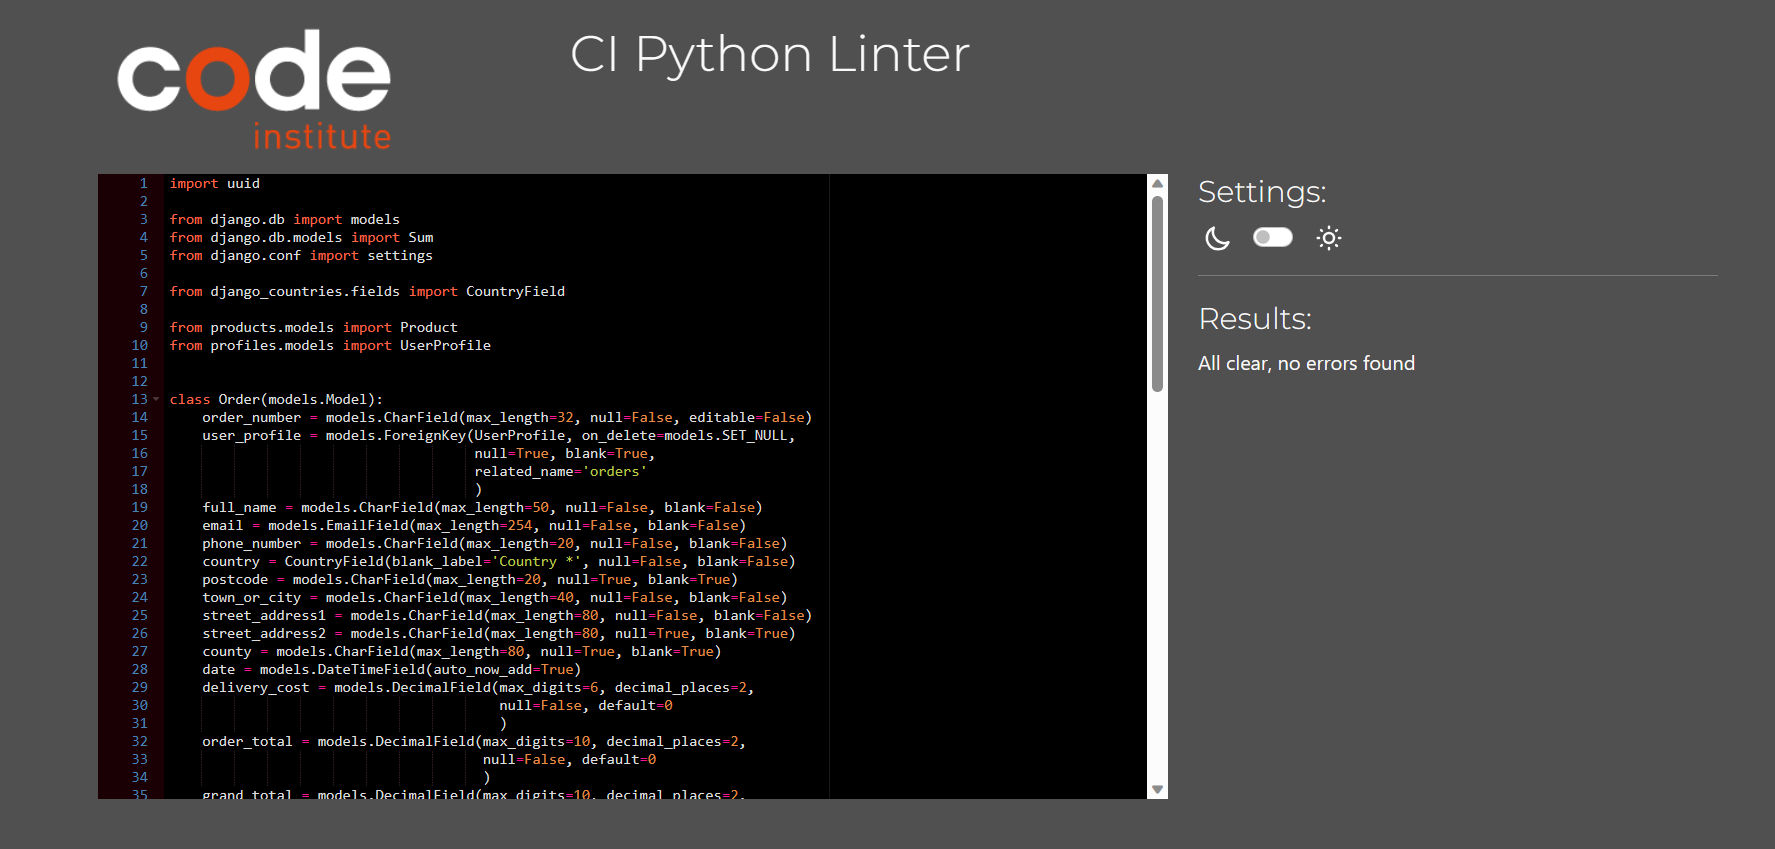 code
institute
CI Python Linter
1 import uuid
2
3 from django.db import models
4 from django.db.models import Sum
5 from django.conf import settings
6
7 from django_countries.fields import CountryField
8
9 from products.models import Product
10 from profiles.models import UserProfile
11
12
13 class Order(models.Model):
14     order_number = models.CharField(max_length=32, null=False, editable=False)
15     user_profile = models.ForeignKey(UserProfile, on_delete=models.SET_NULL,
16                                      null=True, blank=True,
17                                      related_name='orders'
18                                      )
19     full_name = models.CharField(max_length=50, null=False, blank=False)
20     email = models.EmailField(max_length=254, null=False, blank=False)
21     phone_number = models.CharField(max_length=20, null=False, blank=False)
22     country = CountryField(blank_label='Country *', null=False, blank=False)
23     postcode = models.CharField(max_length=20, null=True, blank=True)
24     town_or_city = models.CharField(max_length=40, null=False, blank=False)
25     street_address1 = models.CharField(max_length=80, null=False, blank=False)
26     street_address2 = models.CharField(max_length=80, null=True, blank=True)
27     county = models.CharField(max_length=80, null=True, blank=True)
28     date = models.DateTimeField(auto_now_add=True)
29     delivery_cost = models.DecimalField(max_digits=6, decimal_places=2,
30                                         null=False, default=0
31                                         )
32     order_total = models.DecimalField(max_digits=10, decimal_places=2,
33                                       null=False, default=0
34                                       )
35     grand_total = models.DecimalField(max_digits=10, decimal_places=2,
Settings:
Results:
All clear, no errors found